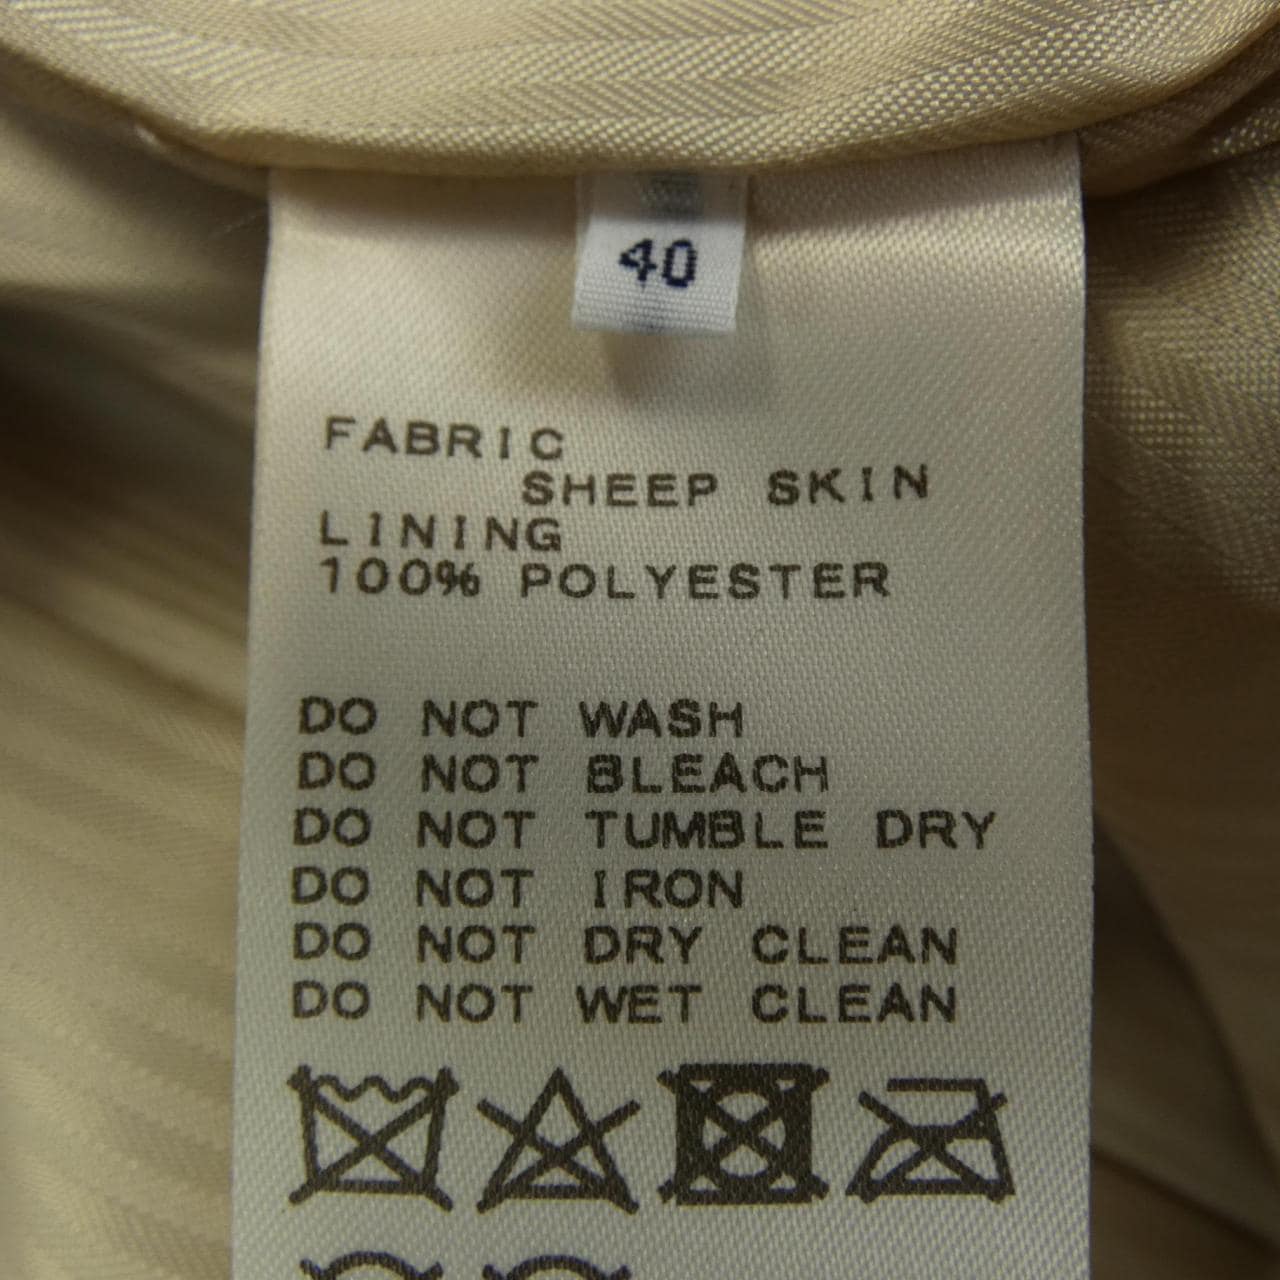 40
FABRIC
SHEEP SKIN
LINING
100% POLYESTER
DO NOT WASH
DO NOT BLEACH
DO NOT TUMBLE DRY
DO NOT IRON
DO NOT DRY CLEAN
DO NOT WET CLEAN